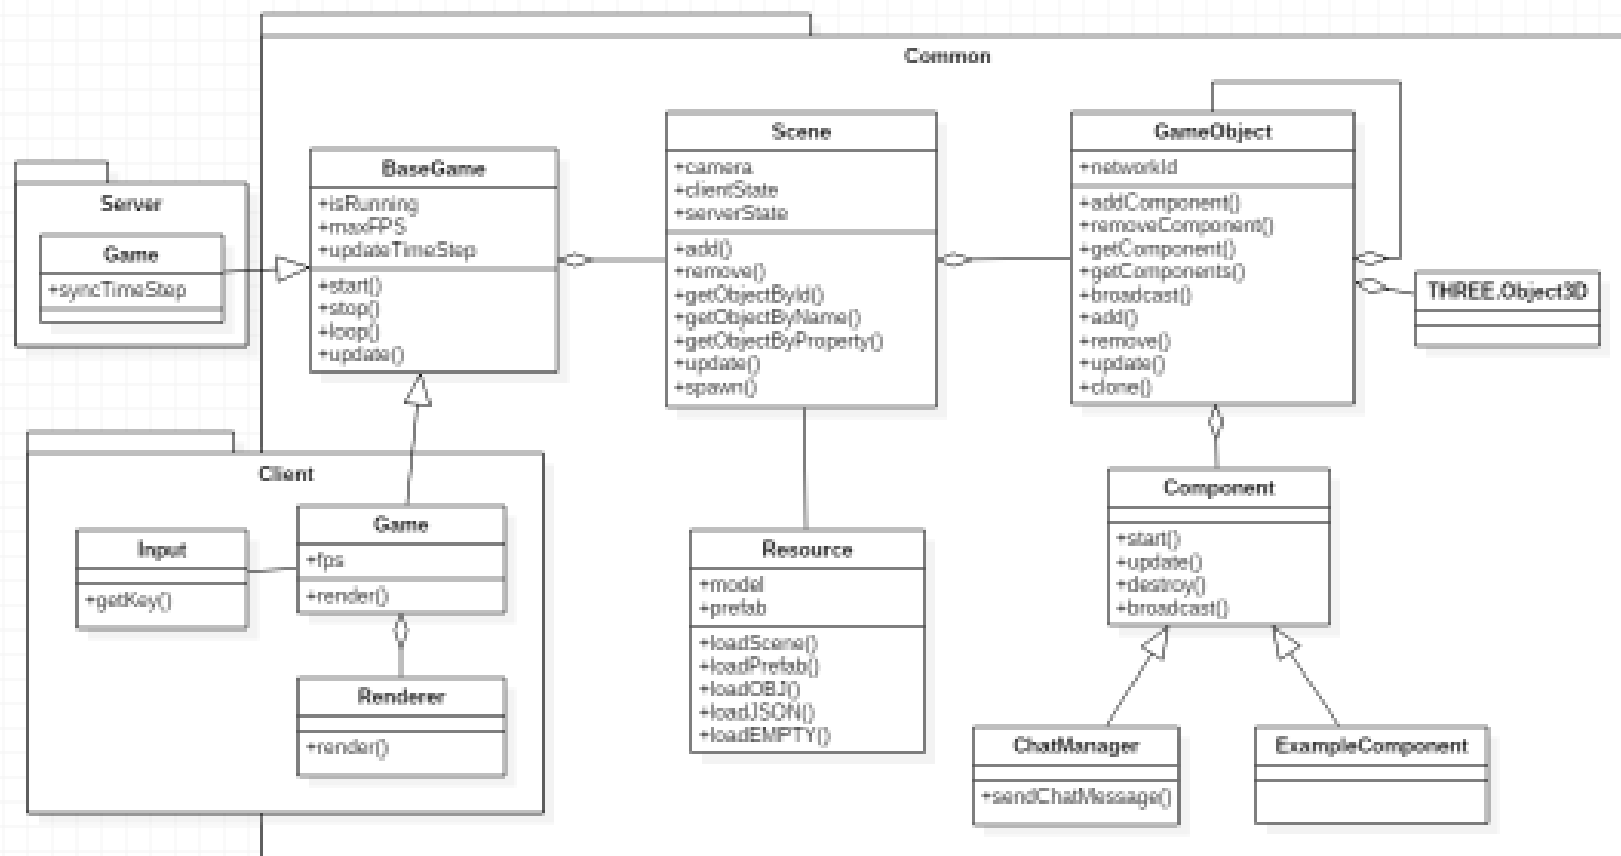 Common
Server
Game
+syncTimeStep
BaseGame
+isRunning
+maxFPS
+updateTimeStep
+start()
+stop()
+loop()
+update()
Scene
+camera
+clientState
+serverState
+add()
+remove()
+getObjectById()
+getObjectByName()
+getObjectByProperty()
+update()
+spawn()
GameObject
+networkId
+addComponent()
+removeComponent()
+getComponent()
+getComponents()
+broadcast()
+add()
+remove()
+update()
+clone()
THREE.Object3D
Client
Input
+getKey()
Game
+fps
+render()
Renderer
+render()
Resource
+model
+prefab
+loadScene()
+loadPrefab()
+loadOBJ()
+loadJSON()
+loadEMPTY()
Component
+start()
+update()
+destroy()
+broadcast()
ChatManager
+sendChatMessage()
ExampleComponent